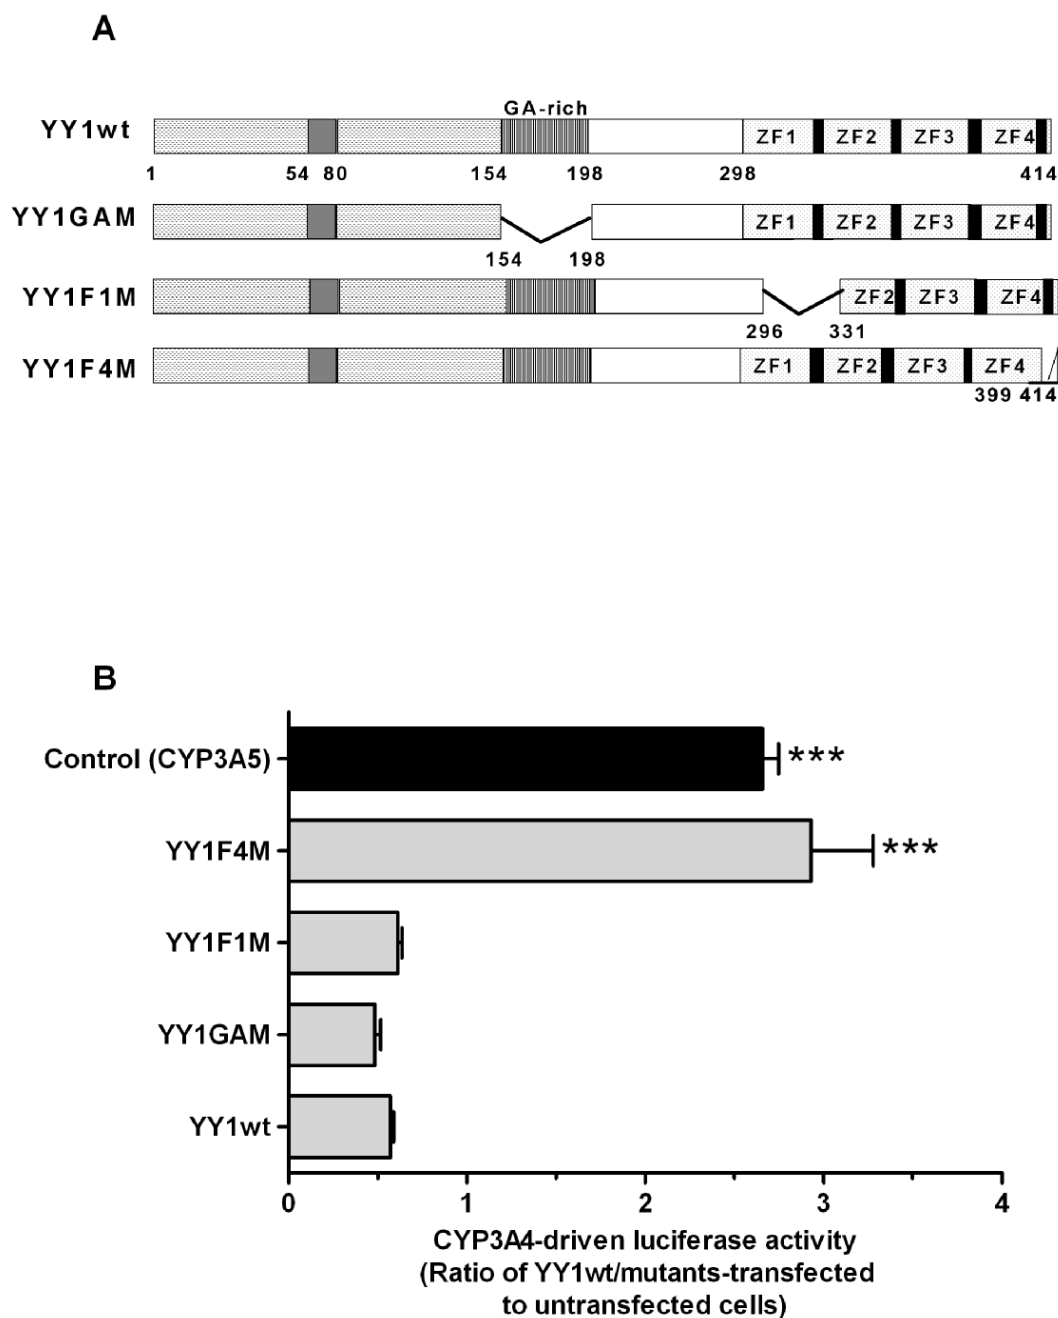 A
GA-rich
YY1wt ZF1 ZF2 ZF3 ZF4
1 54 80 154 198 298 414
YY1GAM ZF1 ZF2 ZF3 ZF4
154 198
YY1F1M ZF2 ZF3 ZF4
296 331
YY1F4M ZF1 ZF2 ZF3 ZF4
399 414
B
Control (CYP3A5) ***
YY1F4M ***
YY1F1M
YY1GAM
YY1wt
0 1 2 3 4
CYP3A4-driven luciferase activity
(Ratio of YY1wt/mutants-transfected
to untransfected cells)